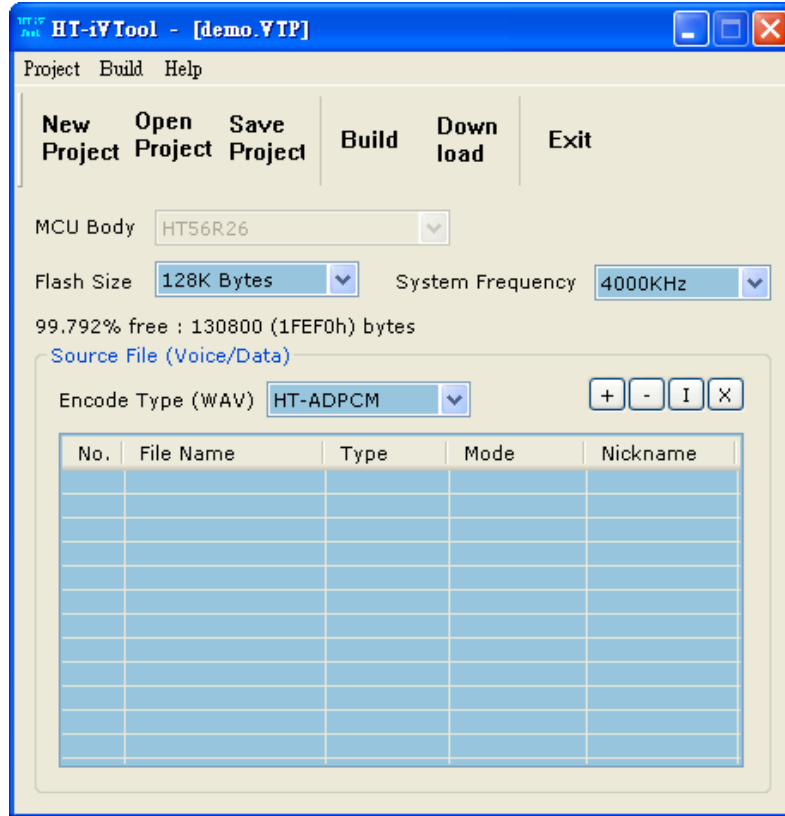 HT-iVTool - [demo.VTP]
Project Build Help
New Project Open Project Save Project Build Down load Exit
MCU Body HT56R26
Flash Size 128K Bytes System Frequency 4000KHz
99.792% free : 130800 (1FEF0h) bytes
Source File (Voice/Data)
Encode Type (WAV) HT-ADPCM + - I X
No. File Name Type Mode Nickname